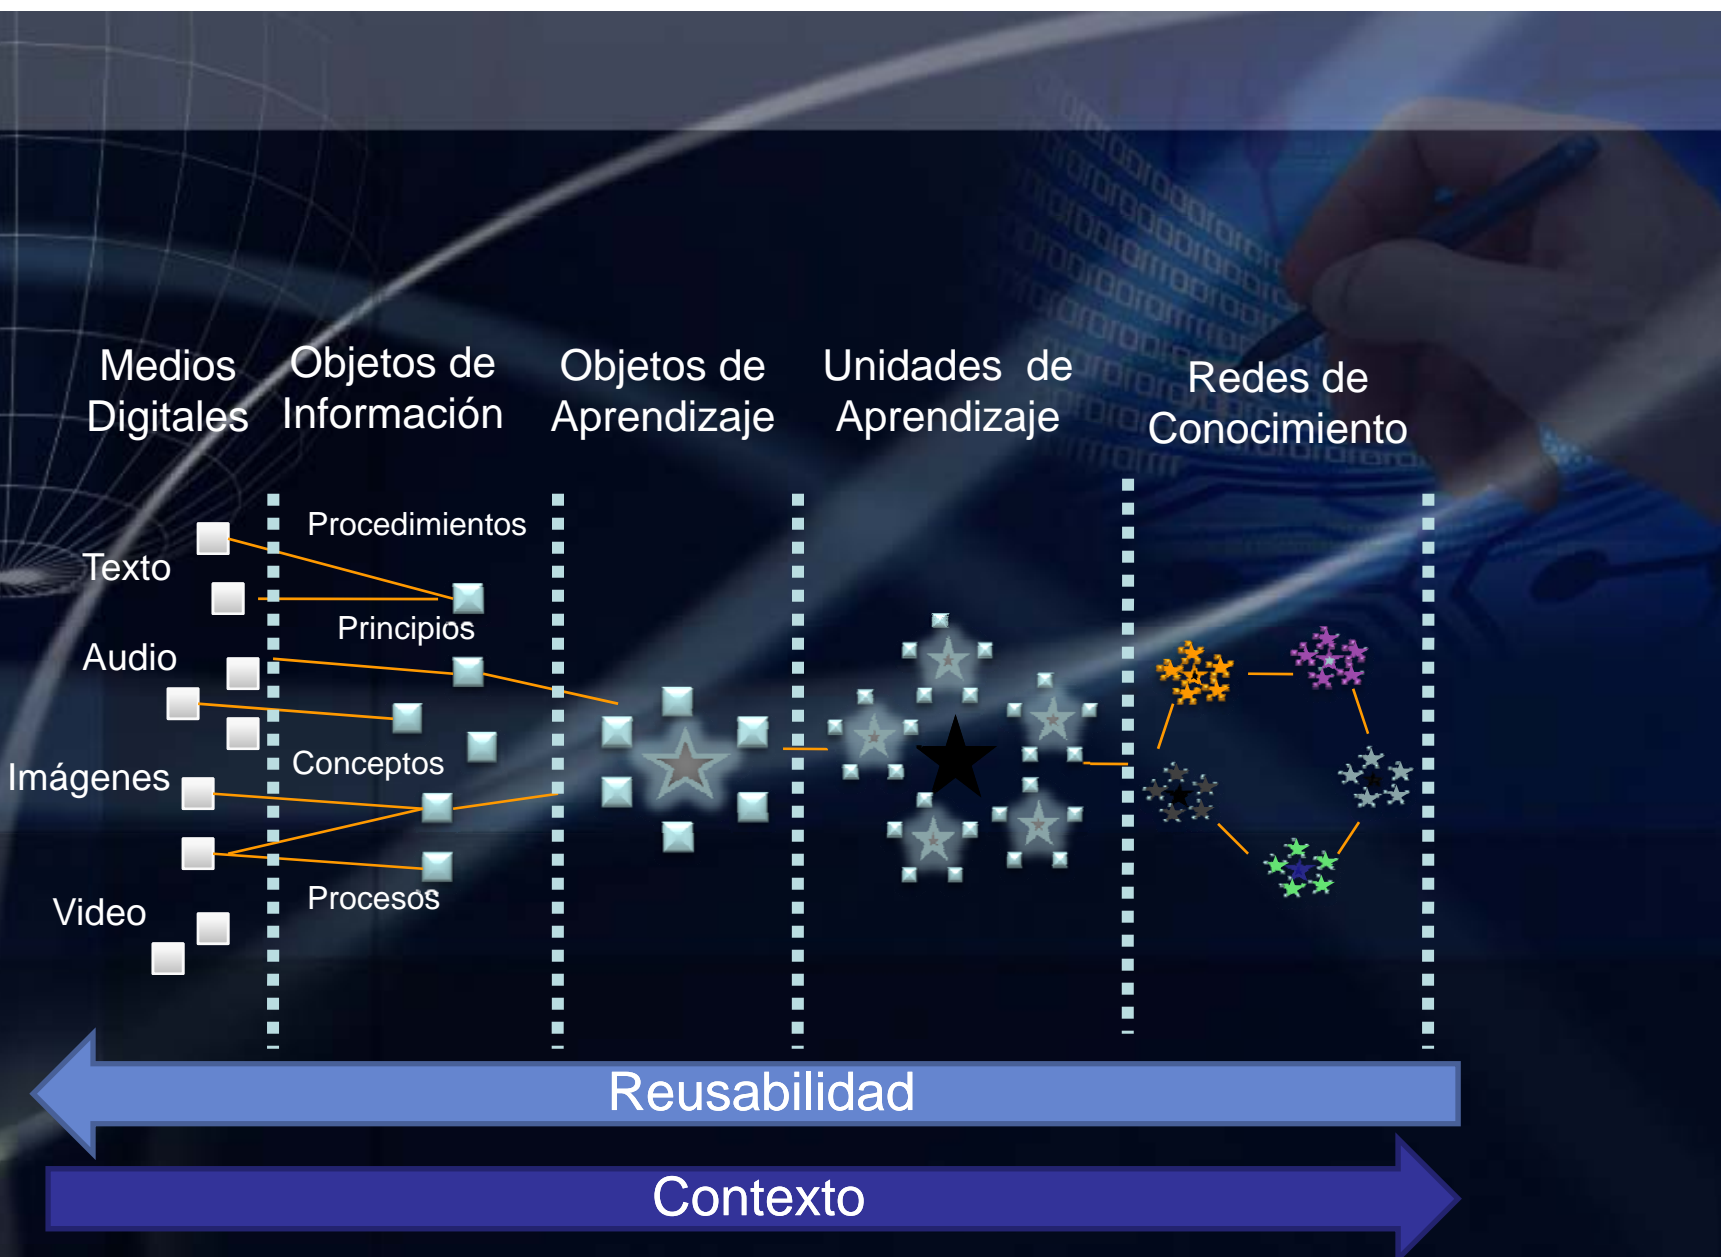 Medios
Digitales
Objetos de
Información
Objetos de
Aprendizaje
Unidades  de
Aprendizaje
Redes de
Conocimiento
Texto
Audio
Imágenes
Video
Procedimientos
Principios
Conceptos
Procesos
Reusabilidad
Contexto